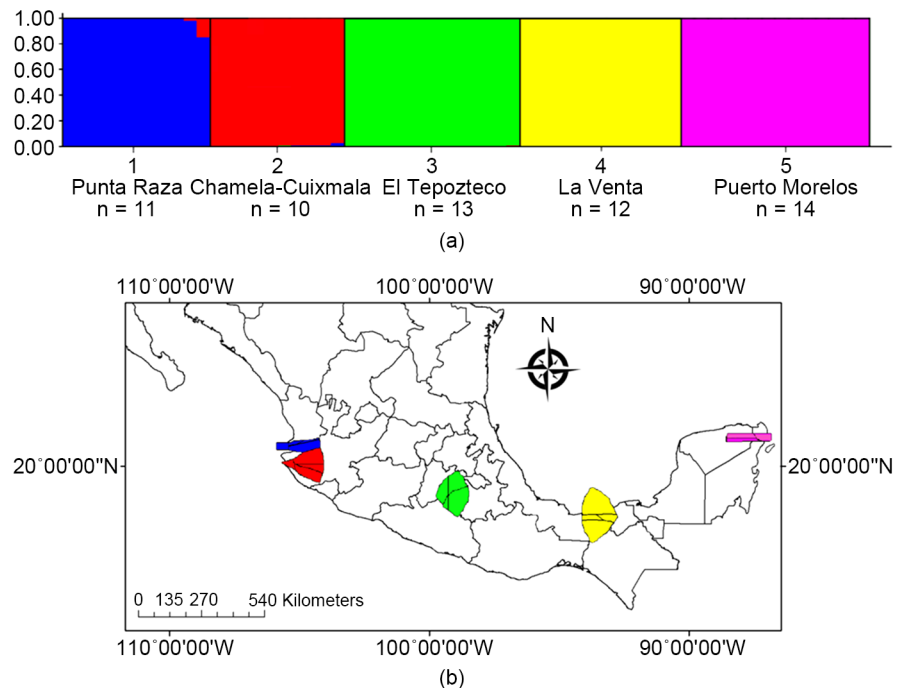 1.00
0.80
0.60
0.40
0.20
0.00
1 2 3 4 5
Punta Raza Chamela-Cuixmala El Tepozteco La Venta Puerto Morelos
n = 11 n = 10 n = 13 n = 12 n = 14
(a)
110°00'00"W 100°00'00"W 90°00'00"W
N
20°00'00"N 20°00'00"N
0 135 270 540 Kilometers
110°00'00"W 100°00'00"W 90°00'00"W
(b)